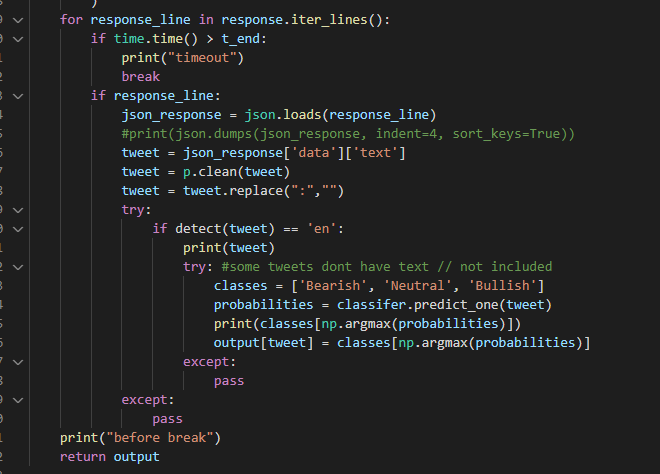 )
for response_line in response.iter_lines():
if time.time() > t_end:
print("timeout")
break
if response_line:
json_response = json.loads(response_line)
#print(json.dumps(json_response, indent=4, sort_keys=True))
tweet = json_response['data']['text']
tweet = p.clean(tweet)
tweet = tweet.replace(":","")
try:
if detect(tweet) == 'en':
print(tweet)
try: #some tweets dont have text // not included
classes = ['Bearish', 'Neutral', 'Bullish']
probabilities = classifer.predict_one(tweet)
print(classes[np.argmax(probabilities)])
output[tweet] = classes[np.argmax(probabilities)]
except:
pass
except:
pass
print("before break")
return output